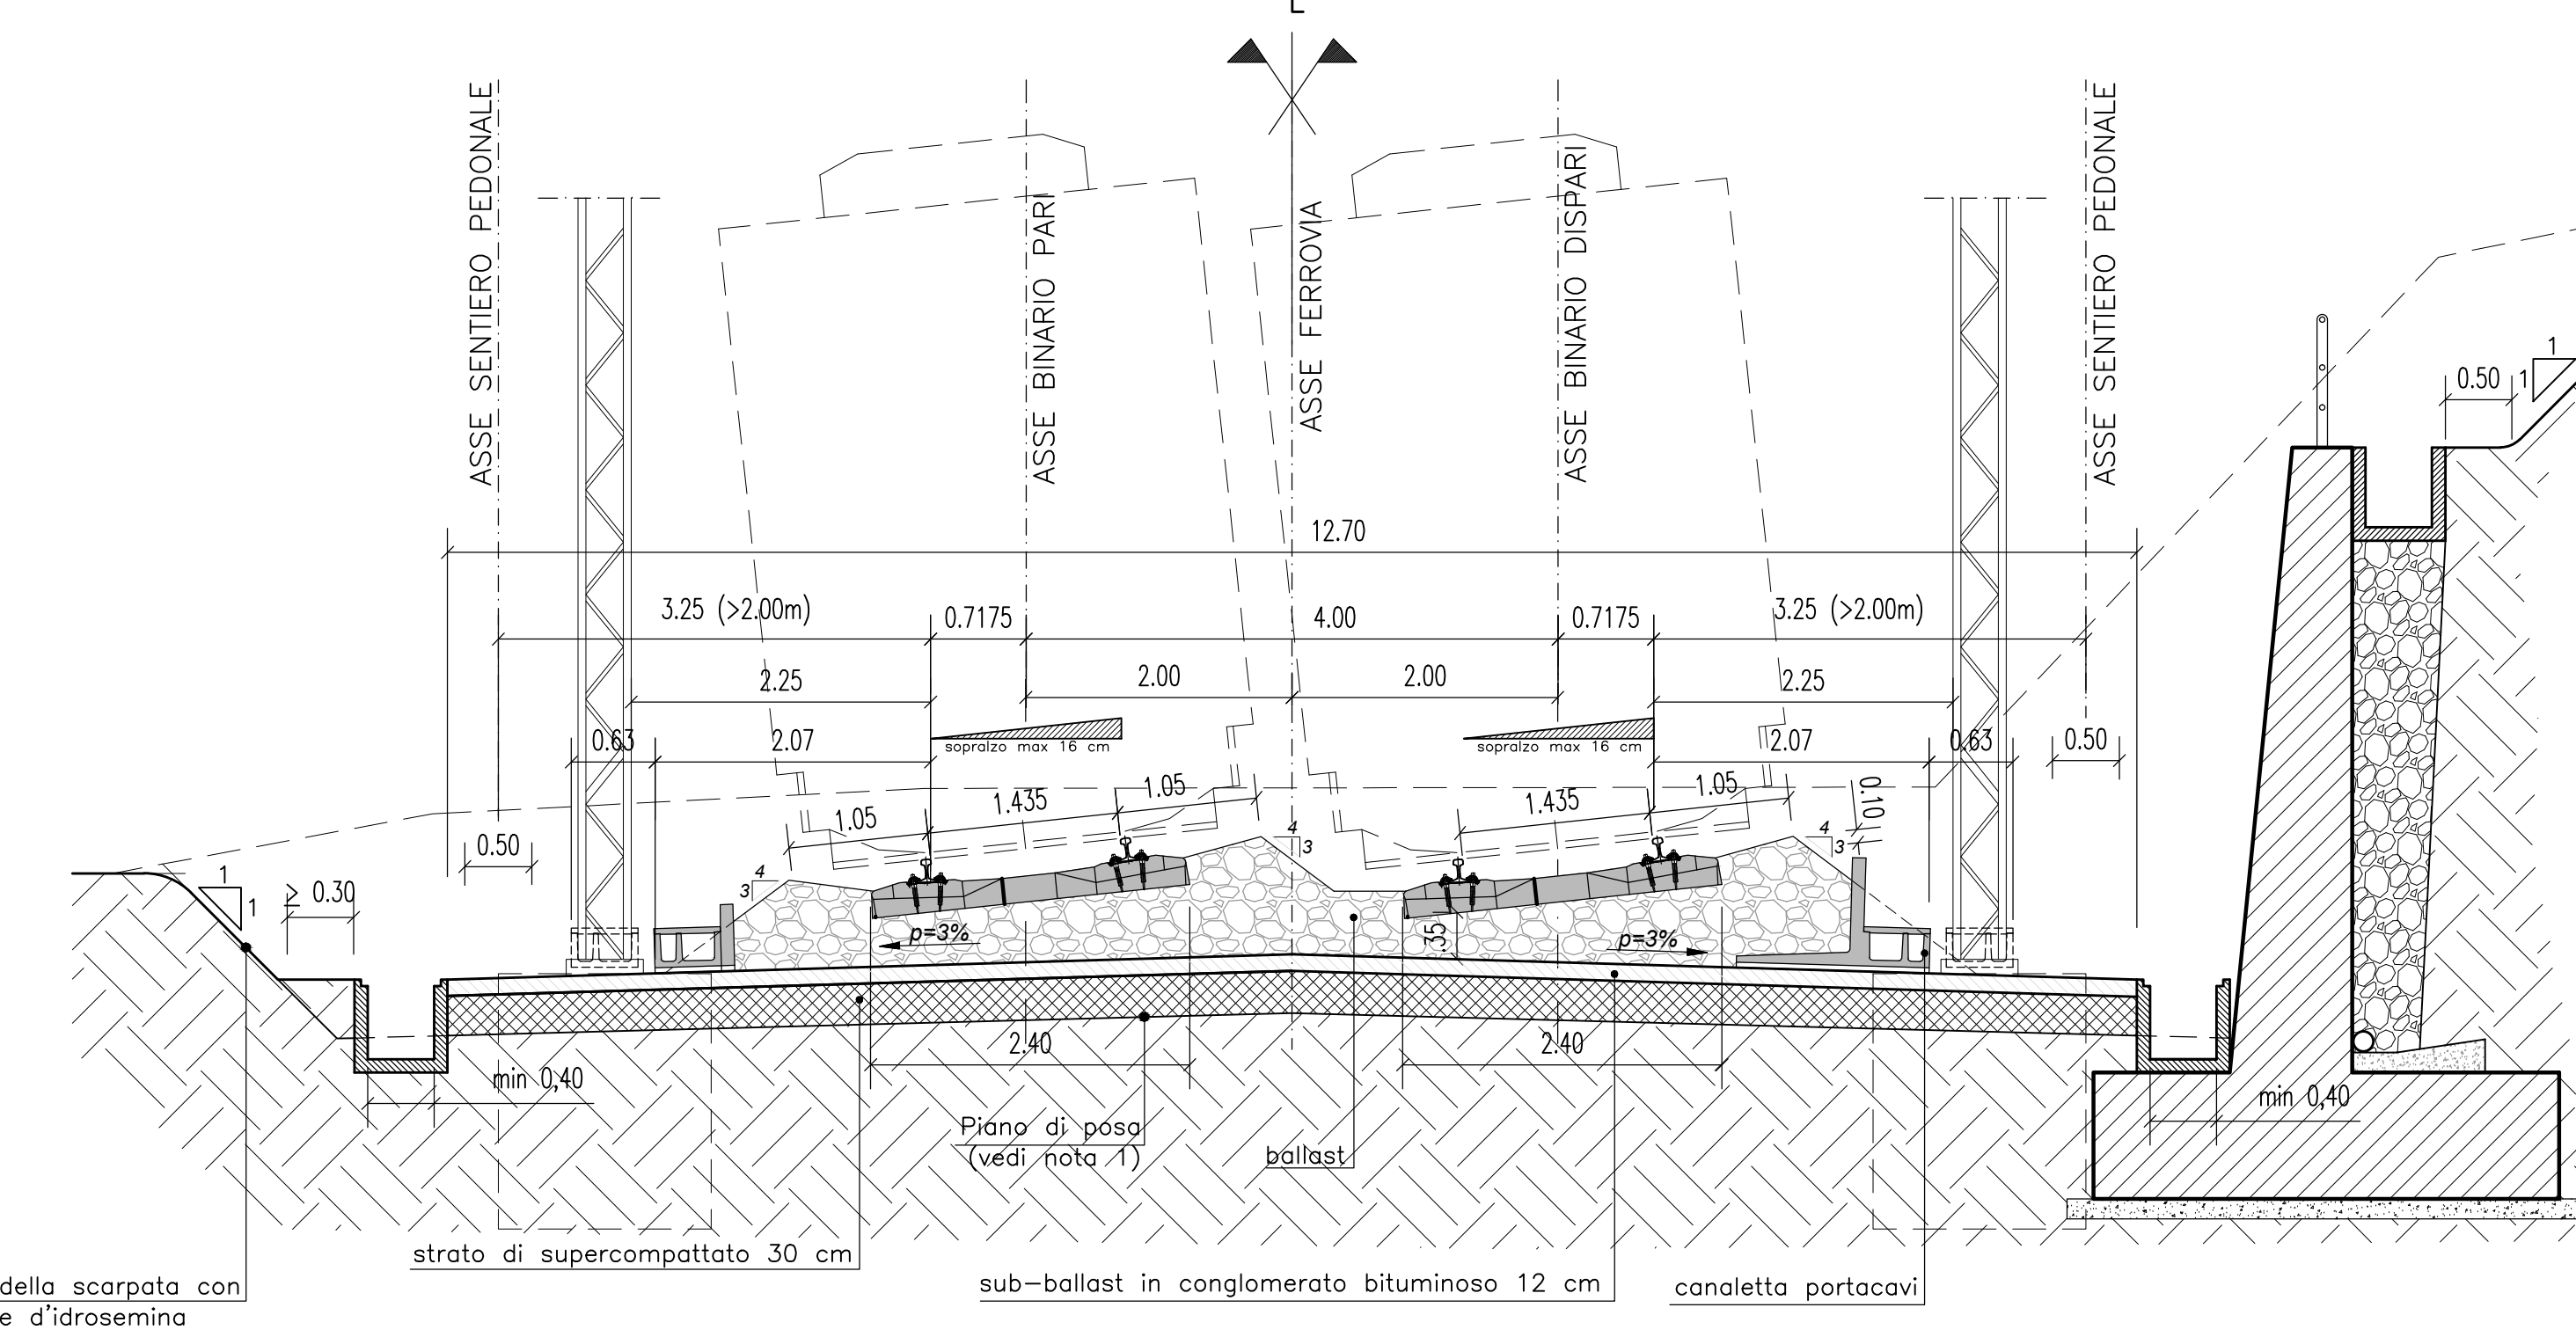 ASSE SENTIERO PEDONALE
ASSE BINARIO PARI
ASSE FERROVIA
ASSE BINARIO DISPARI
ASSE SENTIERO PEDONALE
1
0.50
1
12.70
3.25 (>2.00m)
0.7175
4.00
0.7175
3.25 (>2.00m)
2.25
2.00
2.00
2.25
0.63
2.07
sopralzo max 16 cm
sopralzo max 16 cm
2.07
0.63
0.50
1.05
1.435
1.05
1.435
1.05
0.10
0.50
4
3
4
3
4
3
1
1
≥ 0.30
p=3%
.35
p=3%
2.40
2.40
min 0,40
min 0,40
Piano di posa
(vedi nota 1)
ballast
strato di supercompattato 30 cm
sub-ballast in conglomerato bituminoso 12 cm
canaletta portacavi
della scarpata con
e d'idrosemina